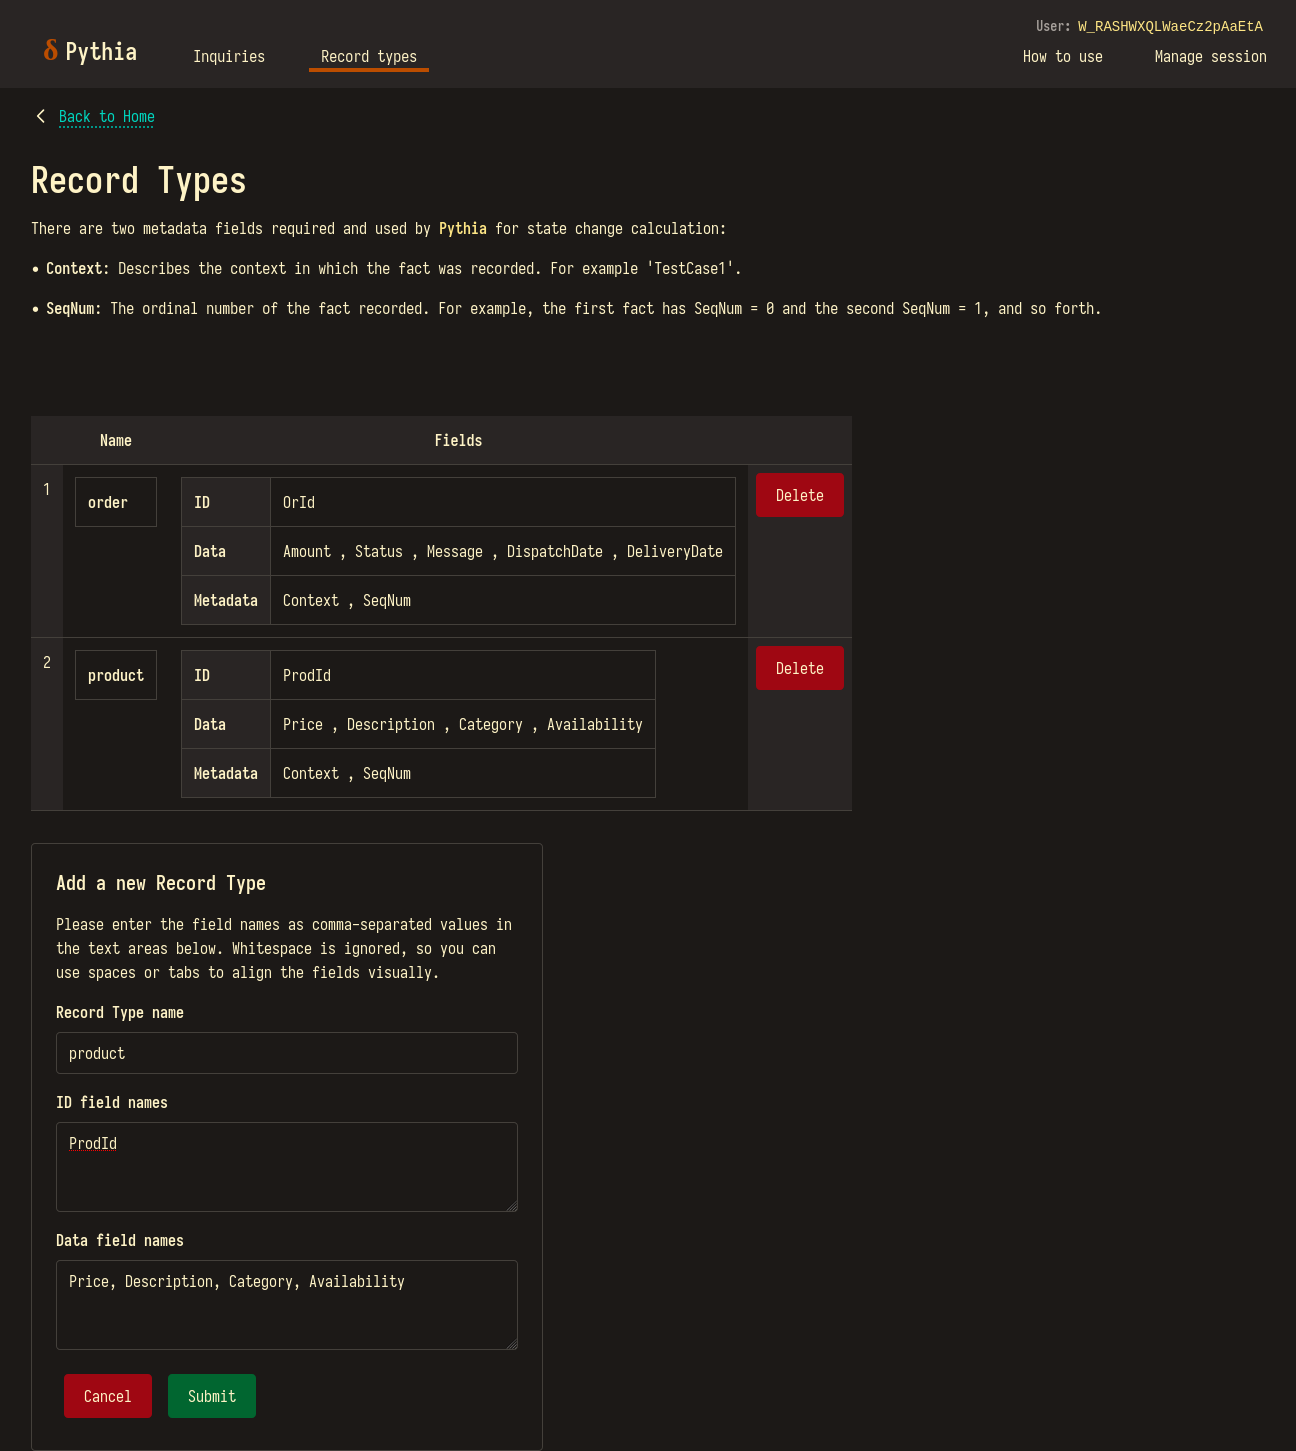 User: W_RASHWXQLWaeCz2pAaEtA
δ Pythia
Inquiries
Record types
How to use
Manage session
Back to Home
Record Types
There are two metadata fields required and used by Pythia for state change calculation:
• Context: Describes the context in which the fact was recorded. For example 'TestCase1'.
• SeqNum: The ordinal number of the fact recorded. For example, the first fact has SeqNum = 0 and the second SeqNum = 1, and so forth.
Name Fields
1 order ID OrId Delete
Data Amount , Status , Message , DispatchDate , DeliveryDate
Metadata Context , SeqNum
2 product ID ProdId Delete
Data Price , Description , Category , Availability
Metadata Context , SeqNum
Add a new Record Type
Please enter the field names as comma-separated values in
the text areas below. Whitespace is ignored, so you can
use spaces or tabs to align the fields visually.
Record Type name
product
ID field names
ProdId
Data field names
Price, Description, Category, Availability
Cancel Submit